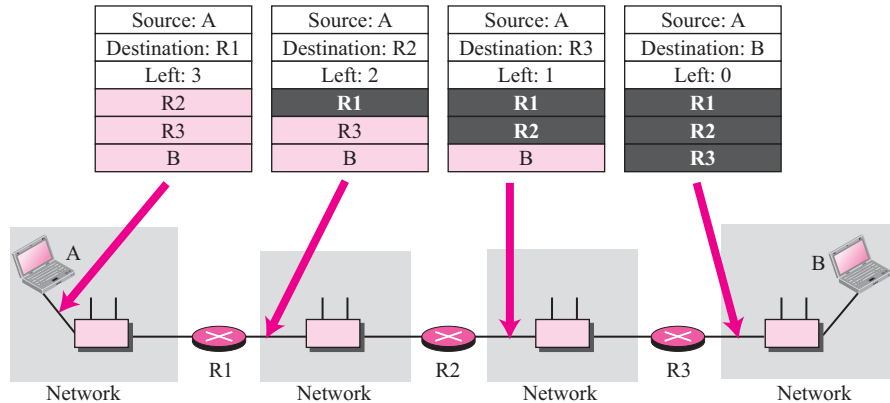 Source: A
Destination: R1
Left: 3
R2
R3
B
Source: A
Destination: R2
Left: 2
R1
R3
B
Source: A
Destination: R3
Left: 1
R1
R2
B
Source: A
Destination: B
Left: 0
R1
R2
R3
A
B
R1
R2
R3
Network
Network
Network
Network